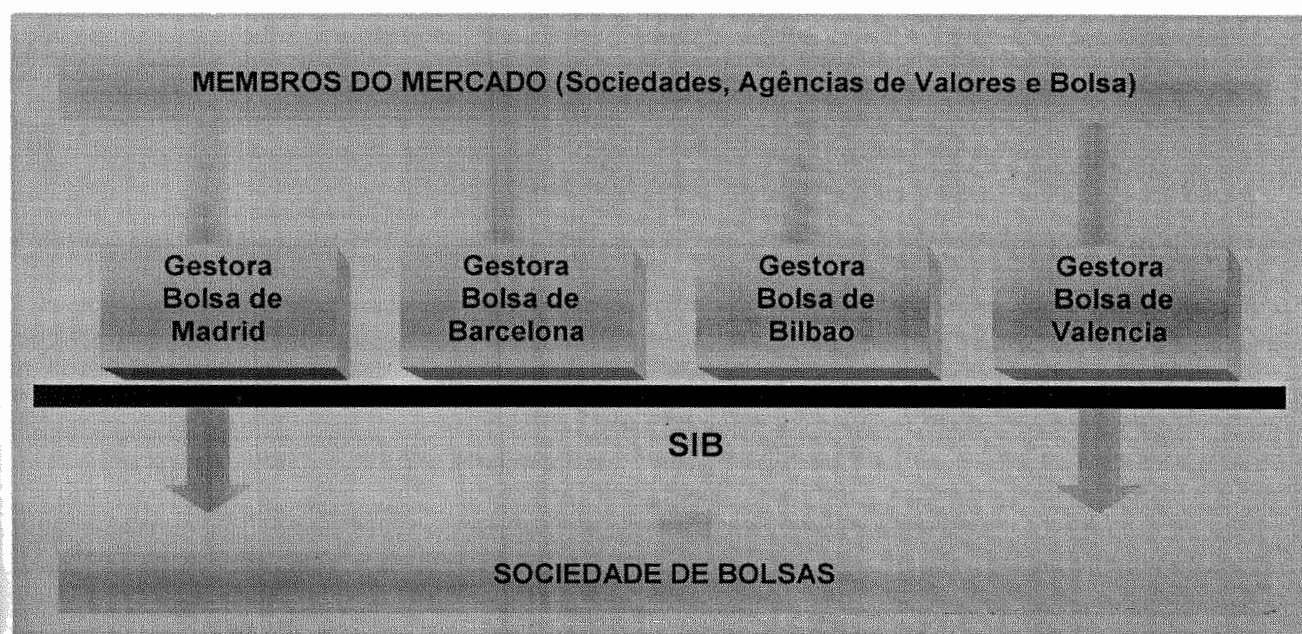 MEMBROS DO MERCADO (Sociedades, Agências de Valores e Bolsa)
Gestora
Bolsa de
Madrid
Gestora
Bolsa de
Barcelona
Gestora
Bolsa de
Bilbao
Gestora
Bolsa de
Valencia
SIB
SOCIEDADE DE BOLSAS